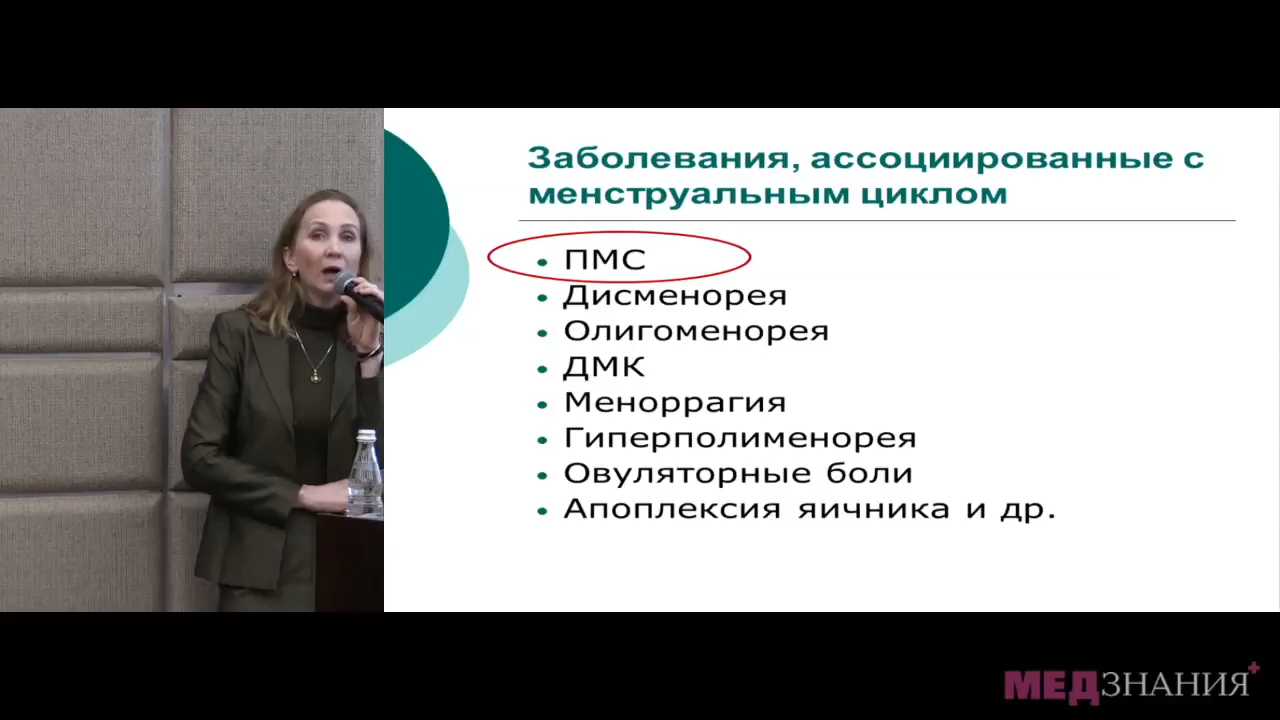 Заболевания, ассоциированные с
менструальным циклом
ПМС
Дисменорея
Олигоменорея
ДМК
Меноррагия
Гиперполименорея
Овуляторные боли
Апоплексия яичника и др.
МЕДЗНАНИЯ+